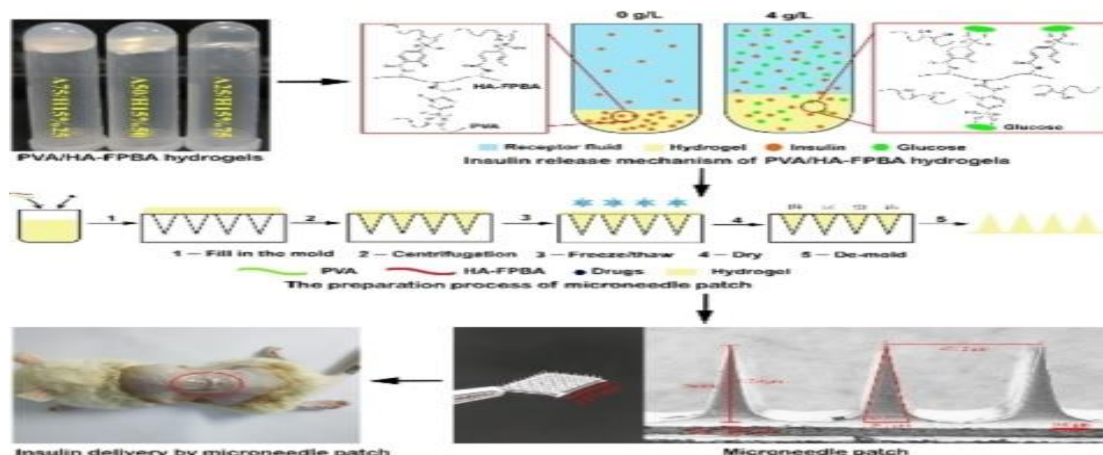 0 g/L
4 g/L
HA-FPBA
PVA
Glucose
PVA/HA-FPBA hydrogels
Receptor fluid Hydrogel Insulin Glucose
Insulin release mechanism of PVA/HA-FPBA hydrogels
1 2 3 4 5
1 – Fill in the mold 2 – Centrifugation 3 – Freeze/thaw 4 – Dry 5 – De-mold
PVA HA-FPBA Drugs Hydrogel
The preparation process of microneedle patch
Insulin delivery by microneedle patch
Microneedle patch